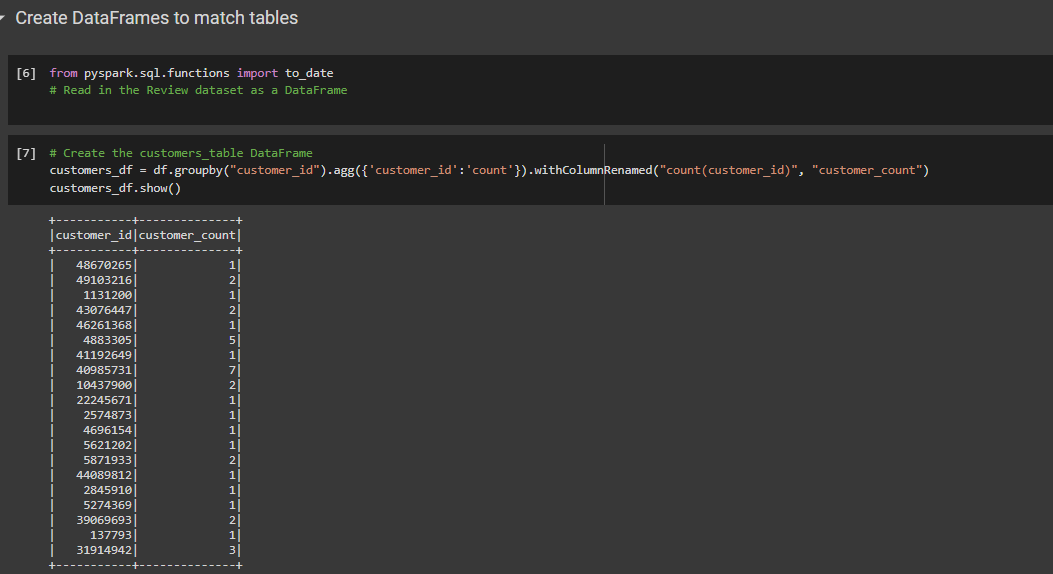 Create DataFrames to match tables
[6] from pyspark.sql.functions import to_date
# Read in the Review dataset as a DataFrame
[7] # Create the customers_table DataFrame
customers_df = df.groupby("customer_id").agg({'customer_id':'count'}).withColumnRenamed("count(customer_id)", "customer_count")
customers_df.show()
+-----------+--------------+
|customer_id|customer_count|
+-----------+--------------+
|   48670265|             1|
|   49103216|             2|
|    1131200|             1|
|   43076447|             2|
|   46261368|             1|
|    4883305|             5|
|   41192649|             1|
|   40985731|             7|
|   10437900|             2|
|   22245671|             1|
|    2574873|             1|
|    4696154|             1|
|    5621202|             1|
|    5871933|             2|
|   44089812|             1|
|    2845910|             1|
|    5274369|             1|
|   39069693|             2|
|     137793|             1|
|   31914942|             3|
+-----------+--------------+